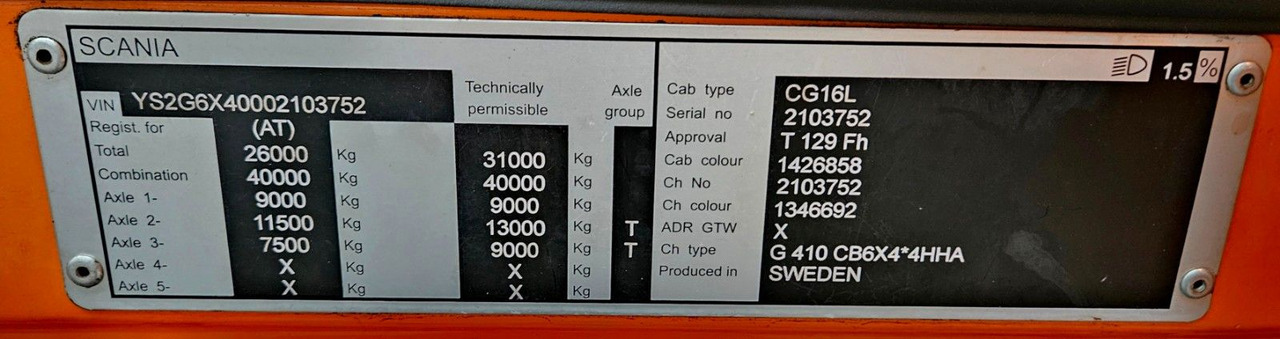 SCANIA
VIN YS2G6X40002103752
Technically permissible
Axle group
Regist. for (AT)
Total 26000 Kg 31000 Kg
Combination 40000 Kg 40000 Kg
Axle 1- 9000 Kg 9000 Kg
Axle 2- 11500 Kg 13000 Kg T
Axle 3- 7500 Kg 9000 Kg T
Axle 4- X Kg X Kg
Axle 5- X Kg X Kg
1.5 %
Cab type CG16L
Serial no 2103752
Approval T 129 Fh
Cab colour 1426858
Ch No 2103752
Ch colour 1346692
ADR GTW X
Ch type G 410 CB6X4*4HHA
Produced in SWEDEN